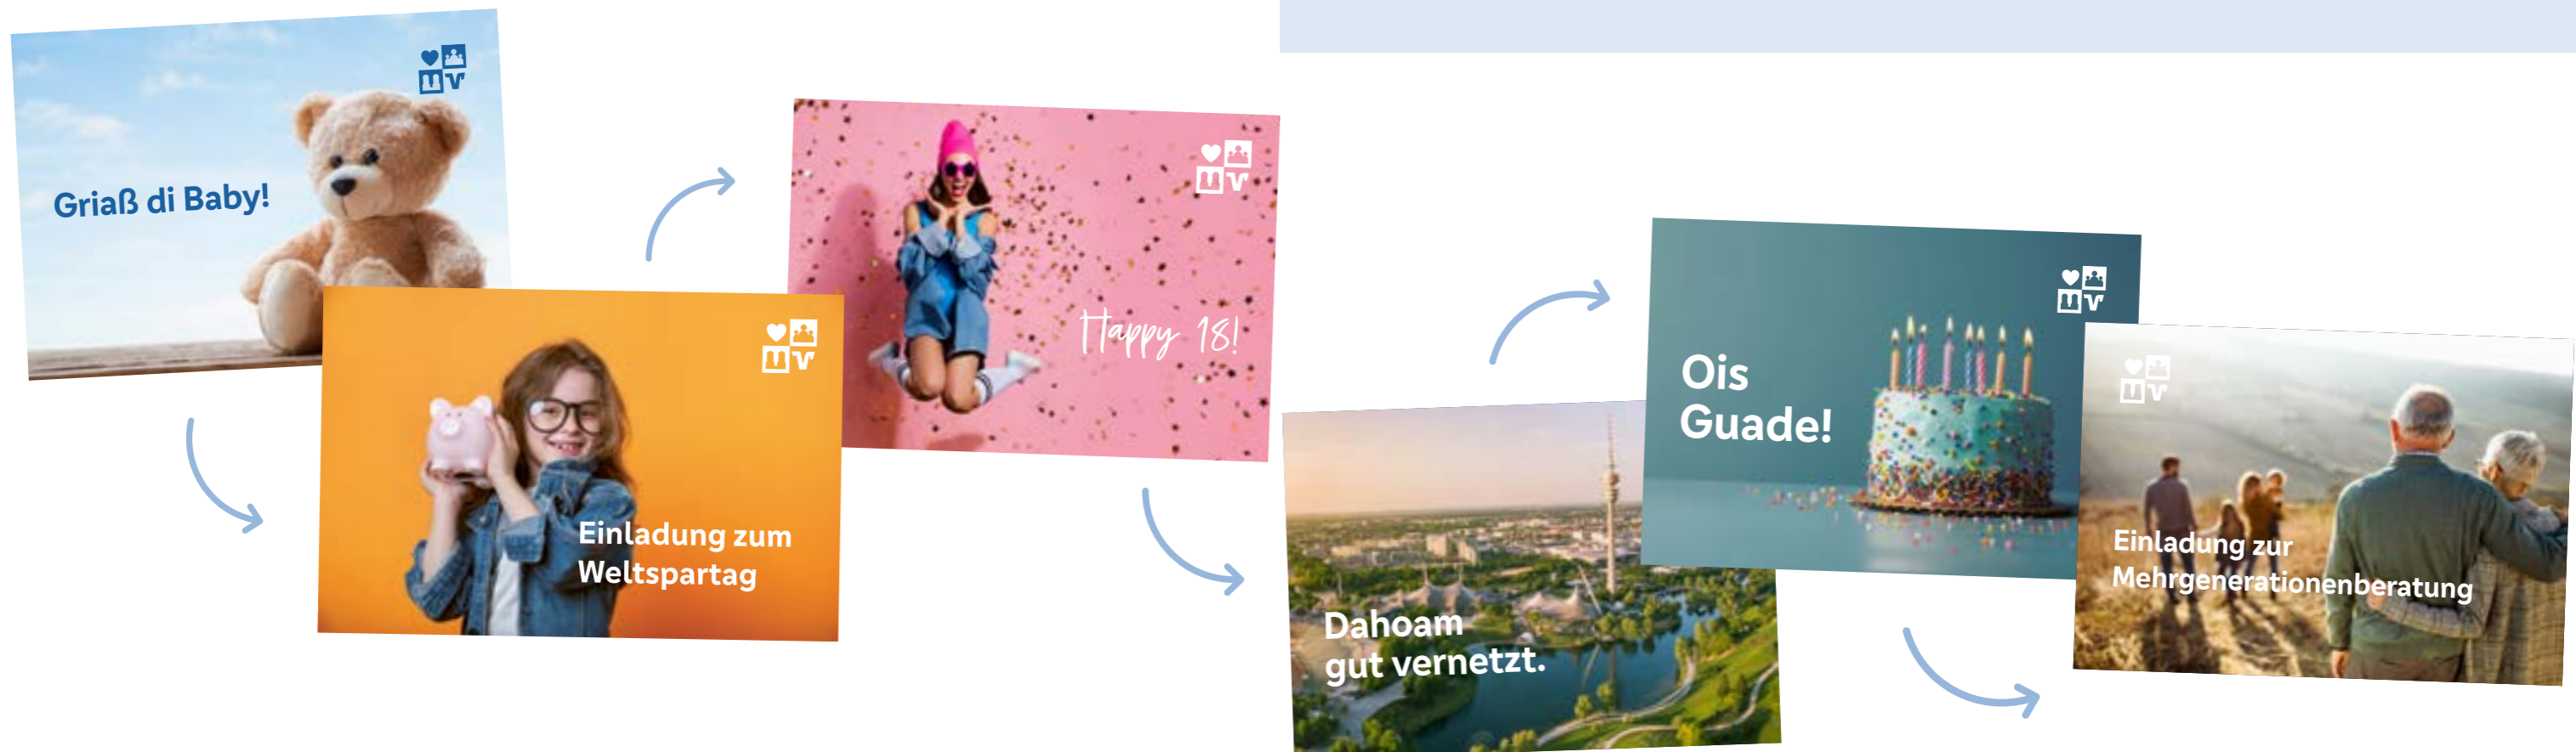 Griaß di Baby!
Einladung zum
Weltspartag
Happy 18!
Dahoam
gut vernetzt.
Ois
Guade!
Einladung zur
Mehrgenerationenberatung